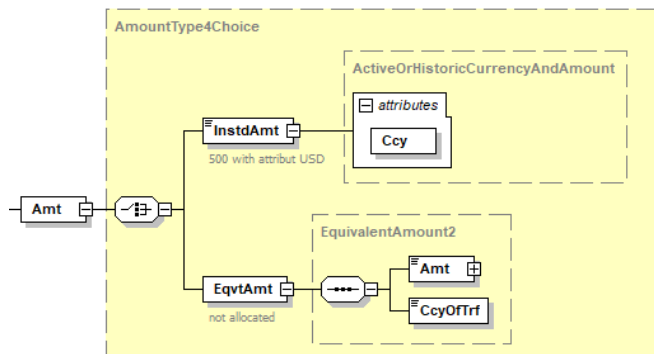 AmountType4Choice
ActiveOrHistoricCurrencyAndAmount
attributes
InstdAmt
Ccy
500 with attribut USD
Amt
EquivalentAmount2
Amt
EqvtAmt
CcyOfTrf
not allocated